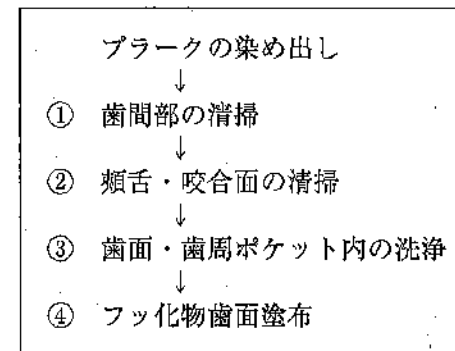 プラークの染め出し
↓
① 歯間部の清掃
↓
② 頰舌・咬合面の清掃
↓
③ 歯面・歯周ポケット内の洗浄
↓
④ フッ化物歯面塗布